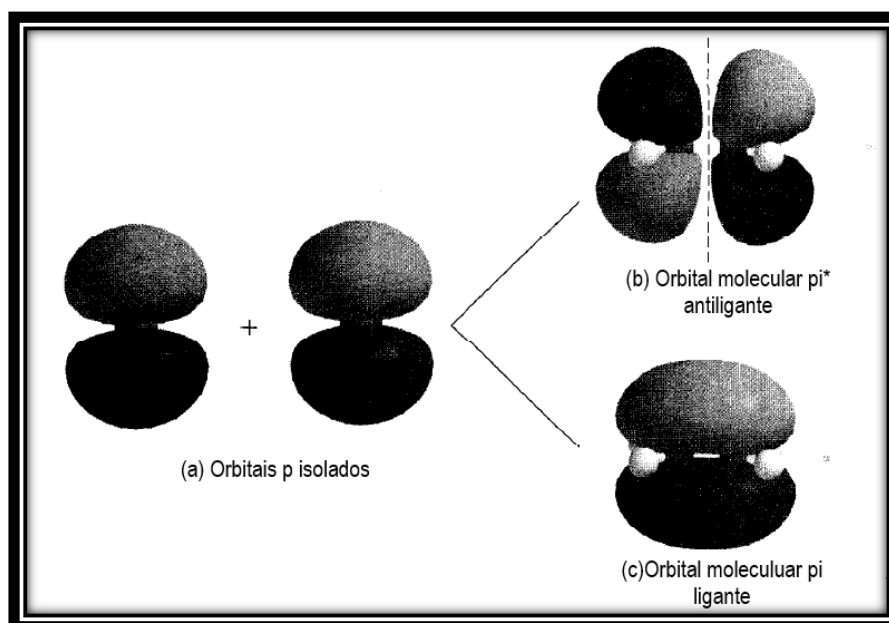 (a) Orbitais p isolados
+
(b) Orbital molecular pi*
antiligante
(c)Orbital moleculuar pi
ligante